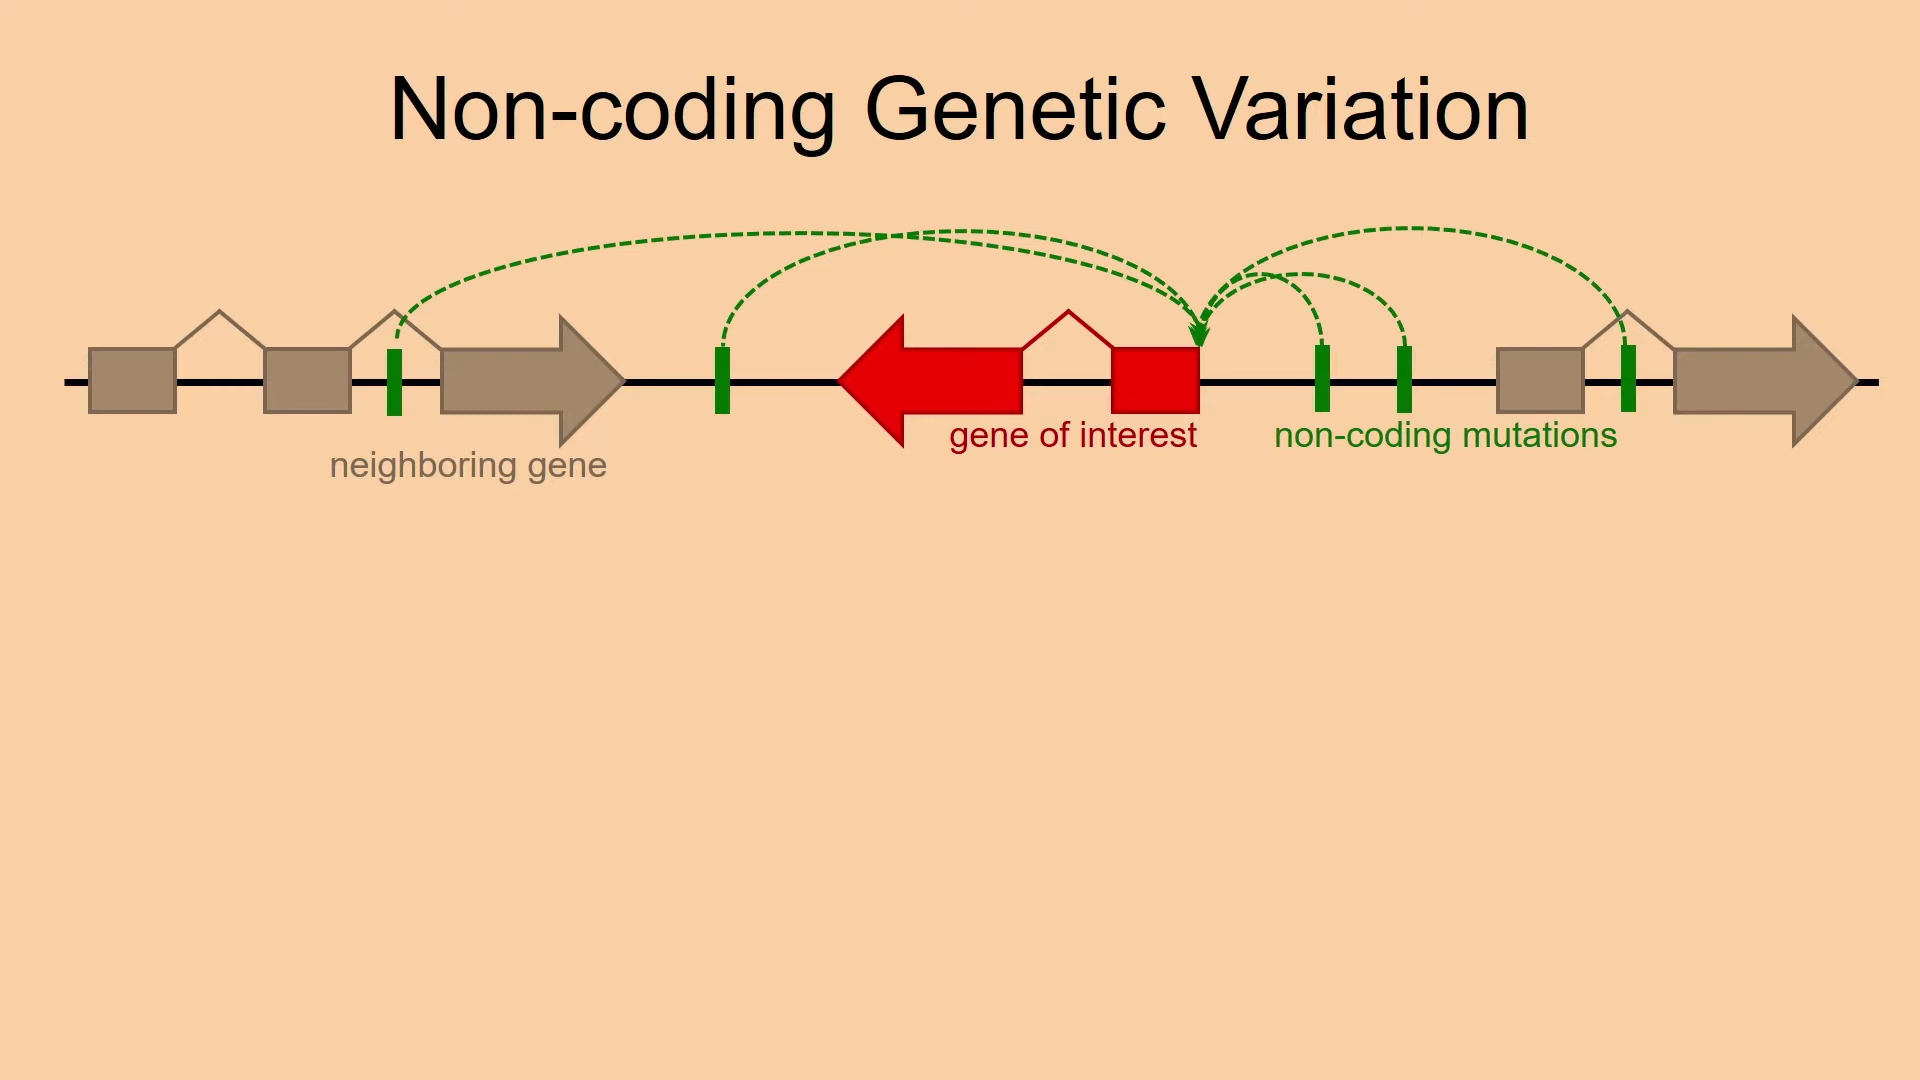 Non-coding Genetic Variation
gene of interest
non-coding mutations
neighboring gene